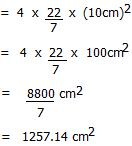 = 4 x 22/7 x (10cm)²
= 4 x 22/7 x 100cm²
= 8800/7 cm²
= 1257.14 cm²